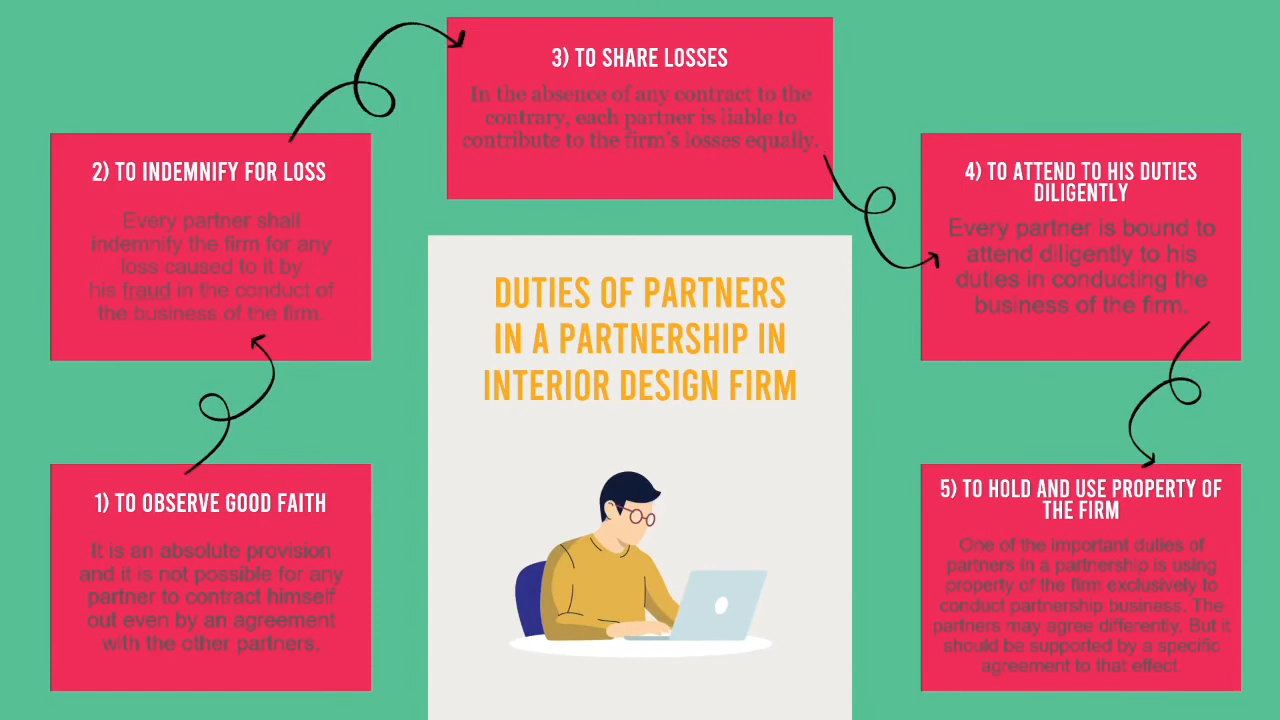 DUTIES OF PARTNERS
IN A PARTNERSHIP IN
INTERIOR DESIGN FIRM
1) TO OBSERVE GOOD FAITH
It is an absolute provision
and it is not possible for any
partner to contract himself
out even by an agreement
with the other partners.
2) TO INDEMNIFY FOR LOSS
Every partner shall
indemnify the firm for any
loss caused to it by
his fraud in the conduct of
the business of the firm.
3) TO SHARE LOSSES
In the absence of any contract to the
contrary, each partner is liable to
contribute to the firm's losses equally.
4) TO ATTEND TO HIS DUTIES
DILIGENTLY
Every partner is bound to
attend diligently to his
duties in conducting the
business of the firm.
5) TO HOLD AND USE PROPERTY OF
THE FIRM
One of the important duties of
partners in a partnership is using
property of the firm exclusively to
conduct partnership business. The
partners may agree differently. But it
should be supported by a specific
agreement to that effect.